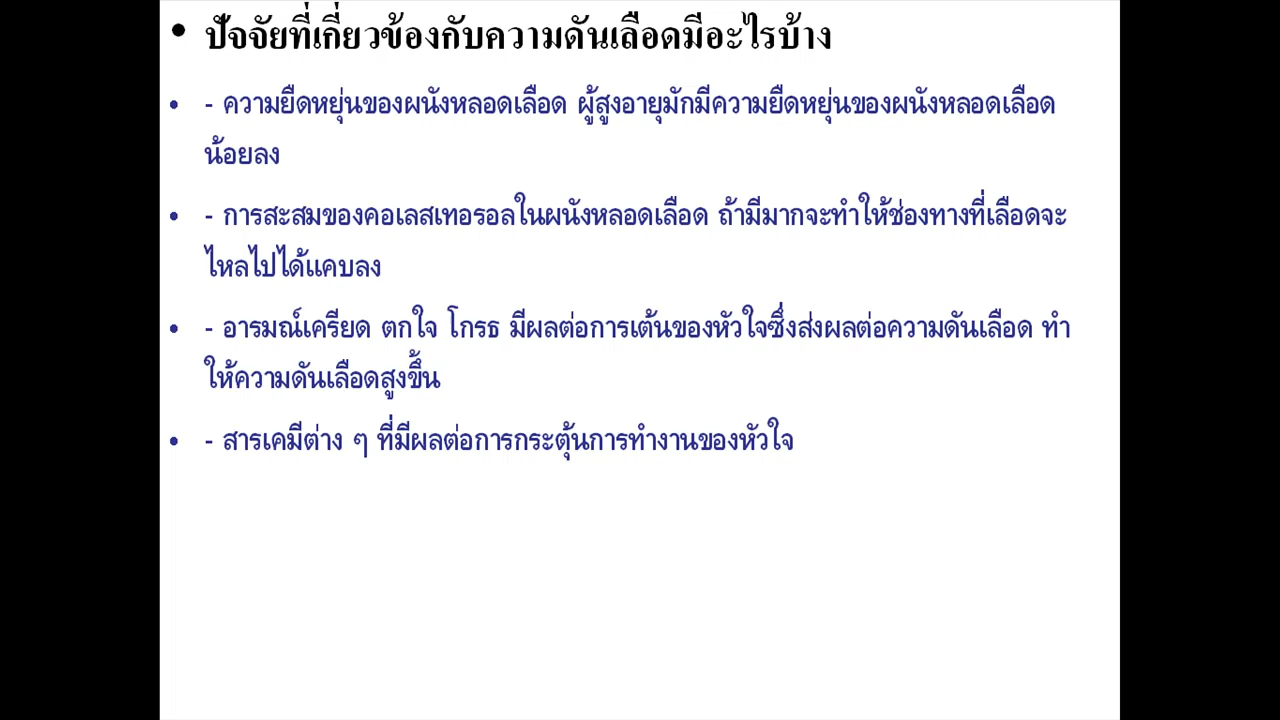 • ปัจจัยที่เกี่ยวข้องกับความดันเลือดมีอะไรบ้าง
• - ความยืดหยุ่นของผนังหลอดเลือด ผู้สูงอายุมักมีความยืดหยุ่นของผนังหลอดเลือด
น้อยลง
• - การสะสมของคอเลสเทอรอลในผนังหลอดเลือด ถ้ามีมากจะทำให้ช่องทางที่เลือดจะ
ไหลไปได้แคบลง
• - อารมณ์เครียด ตกใจ โกรธ มีผลต่อการเต้นของหัวใจซึ่งส่งผลต่อความดันเลือด ทำ
ให้ความดันเลือดสูงขึ้น
• - สารเคมีต่าง ๆ ที่มีผลต่อการกระตุ้นการทำงานของหัวใจ